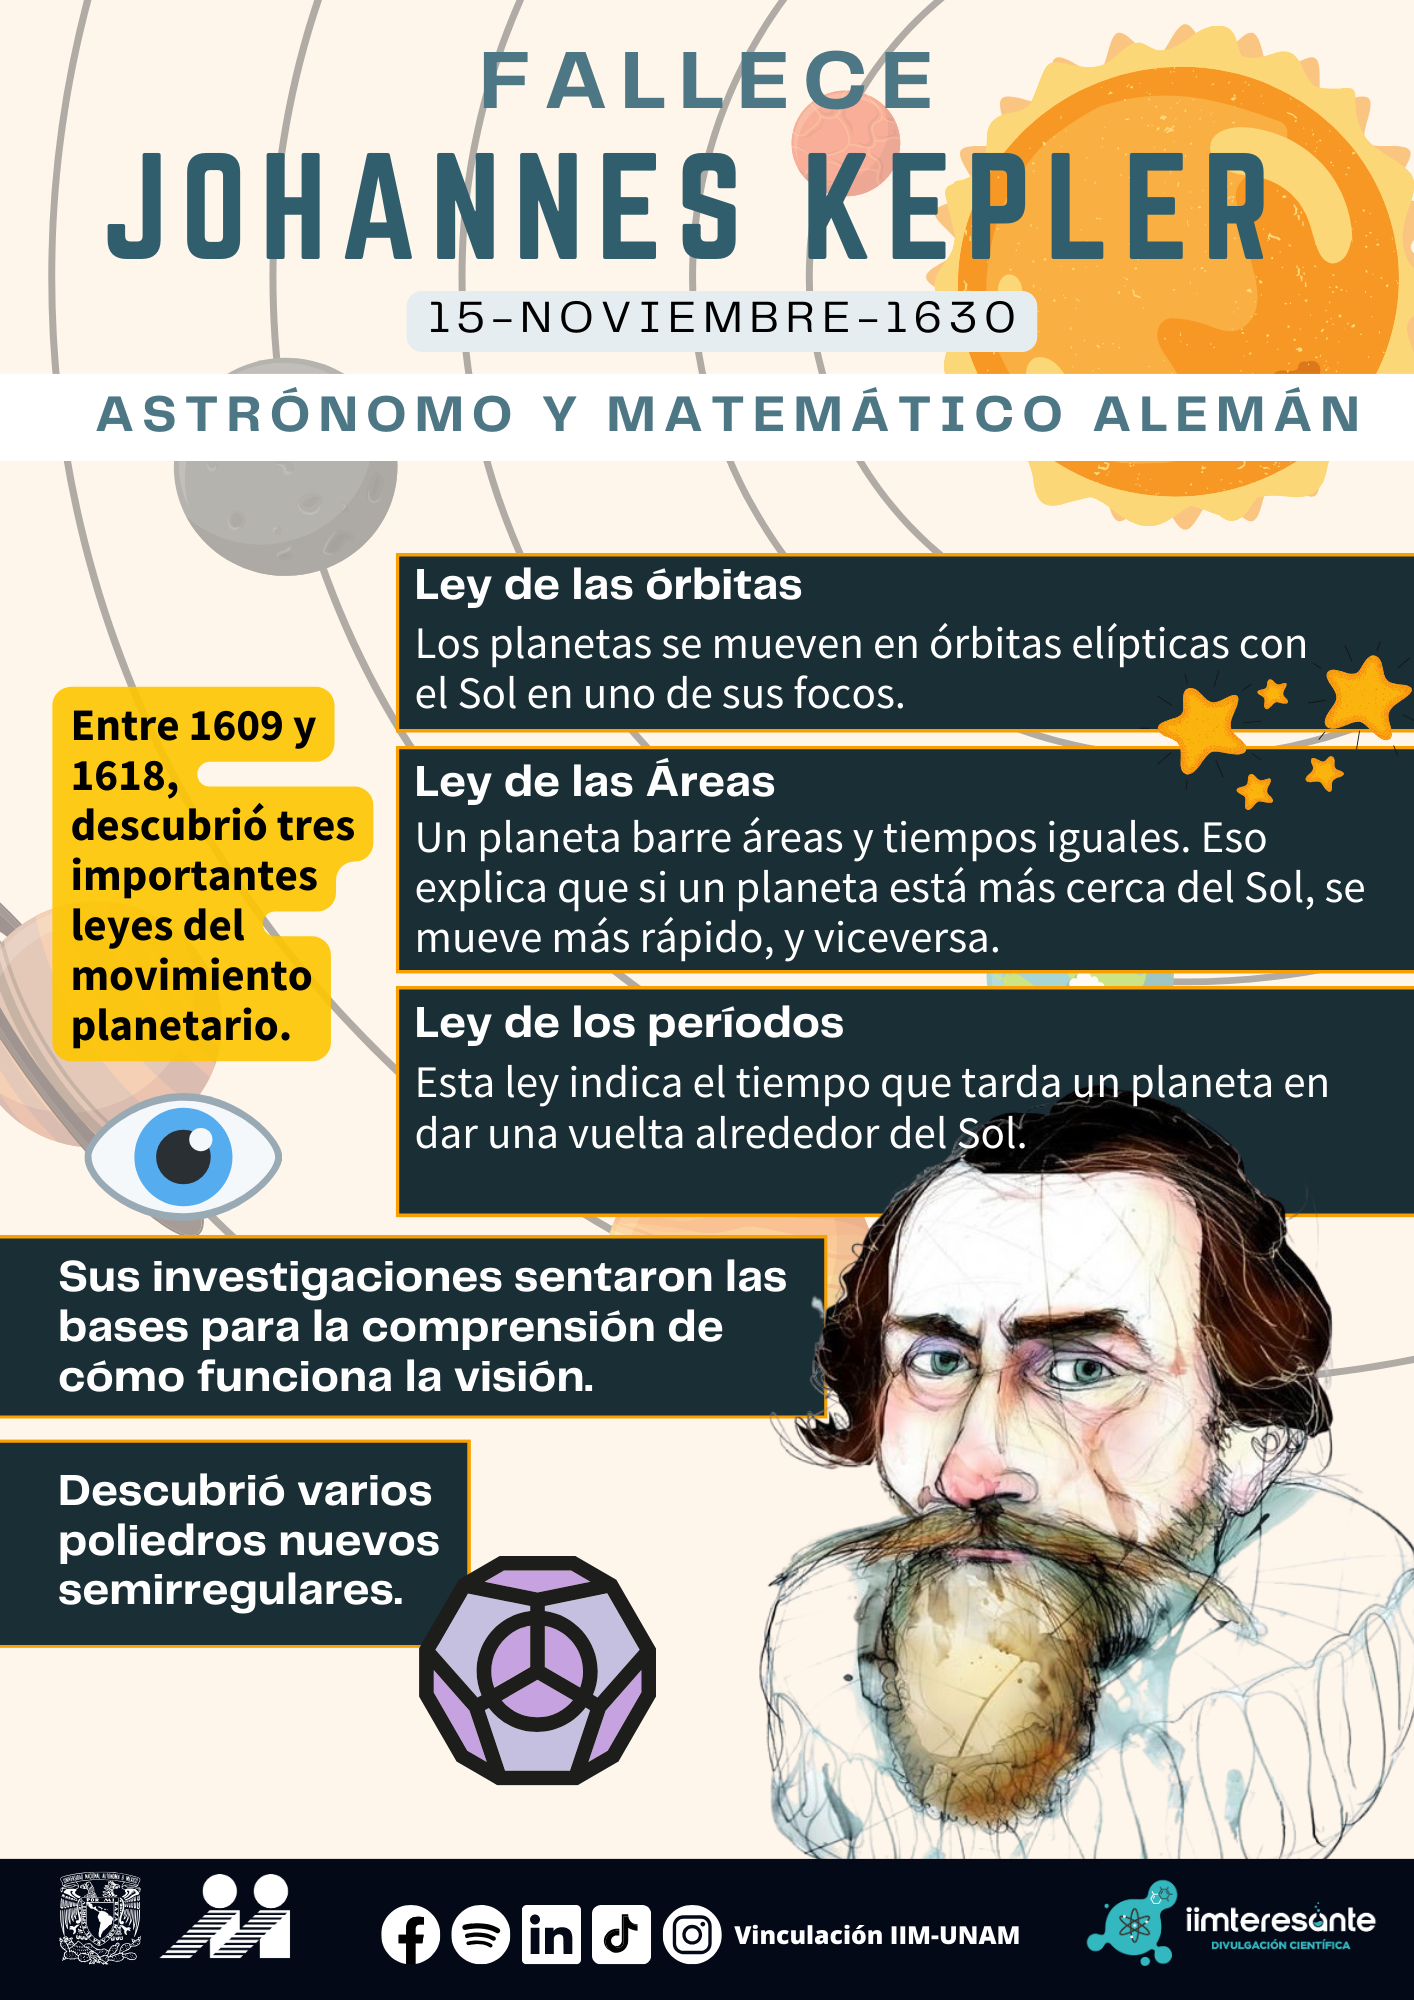 FALLECE
JOHANNES KEPLER
15-NOVIEMBRE-1630
ASTRÓNOMO Y MATEMÁTICO ALEMÁN
Ley de las órbitas
Los planetas se mueven en órbitas elípticas con
el Sol en uno de sus focos.
Entre 1609 y
1618,
descubrió tres
importantes
leyes del
movimiento
planetario.
Ley de las Áreas
Un planeta barre áreas y tiempos iguales. Eso
explica que si un planeta está más cerca del Sol, se
mueve más rápido, y viceversa.
Ley de los períodos
Esta ley indica el tiempo que tarda un planeta en
dar una vuelta alrededor del Sol.
Sus investigaciones sentaron las
bases para la comprensión de
cómo funciona la visión.
Descubrió varios
poliedros nuevos
semirregulares.
Vinculación IIM-UNAM
iimteresante
DIVULGACIÓN CIENTÍFICA